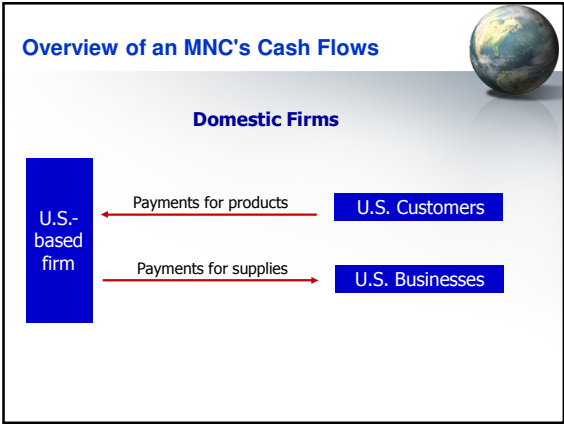 Overview of an MNC's Cash Flows
Domestic Firms
U.S.-
based
firm
Payments for products
U.S. Customers
Payments for supplies
U.S. Businesses